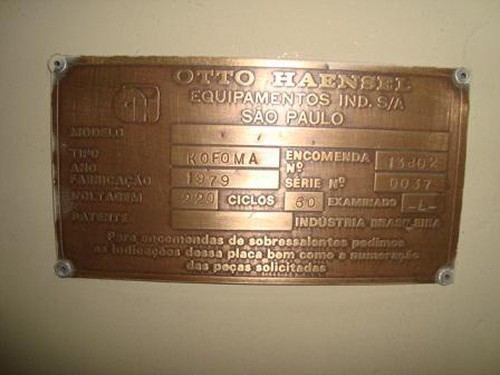 OTTO HAENSEL
EQUIPAMENTOS IND. S/A
SÃO PAULO
MODELO
TIPO KOFOMA ENCOMENDA Nº 13802
ANO FABRICAÇÃO 1979 SÉRIE Nº 0037
VOLTAGEM 220 CICLOS 60 EXAMINADO
PATENTE INDÚSTRIA BRASILEIRA
Para encomendas de sobressalentes pedimos
as indicações dessa placa bem como a numeração
das peças solicitadas